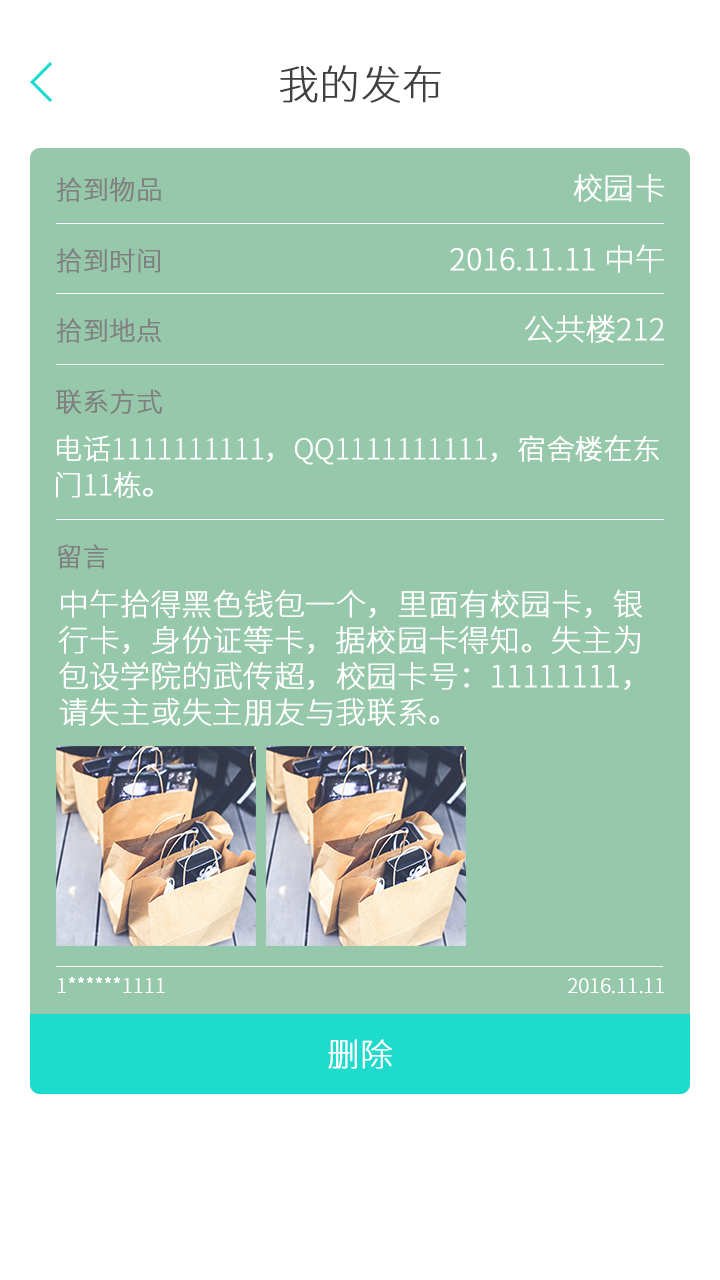 我的发布
拾到物品 校园卡
拾到时间 2016.11.11 中午
拾到地点 公共楼212
联系方式
电话1111111111，QQ1111111111，宿舍楼在东
门11栋。
留言
中午拾得黑色钱包一个，里面有校园卡，银
行卡，身份证等卡，据校园卡得知。失主为
包设学院的武传超，校园卡号：11111111，
请失主或失主朋友与我联系。
1******1111 2016.11.11
删除